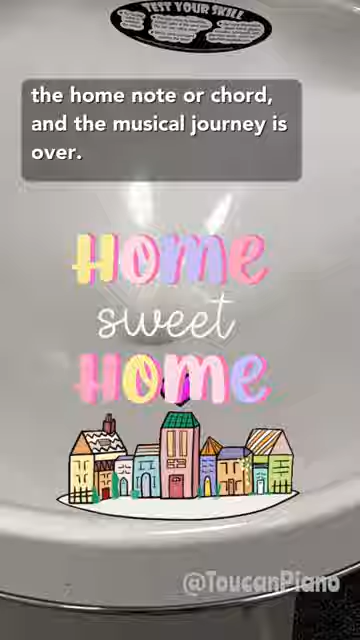 TEST YOUR SKILL
the home note or chord,
and the musical journey is
over.
HOME
sweet
HOME
@ToucanPiano